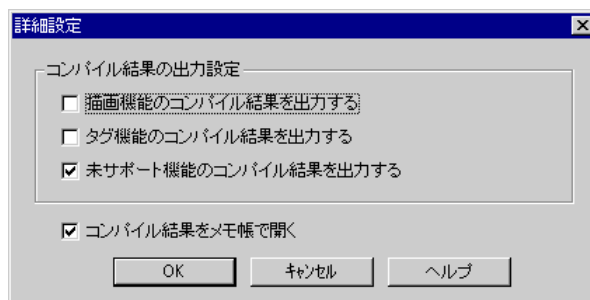 詳細設定
コンパイル結果の出力設定
描画機能のコンパイル結果を出力する
タグ機能のコンパイル結果を出力する
未サポート機能のコンパイル結果を出力する
コンパイル結果をメモ帳で開く
OK ｷｬﾝｾﾙ ヘルプ